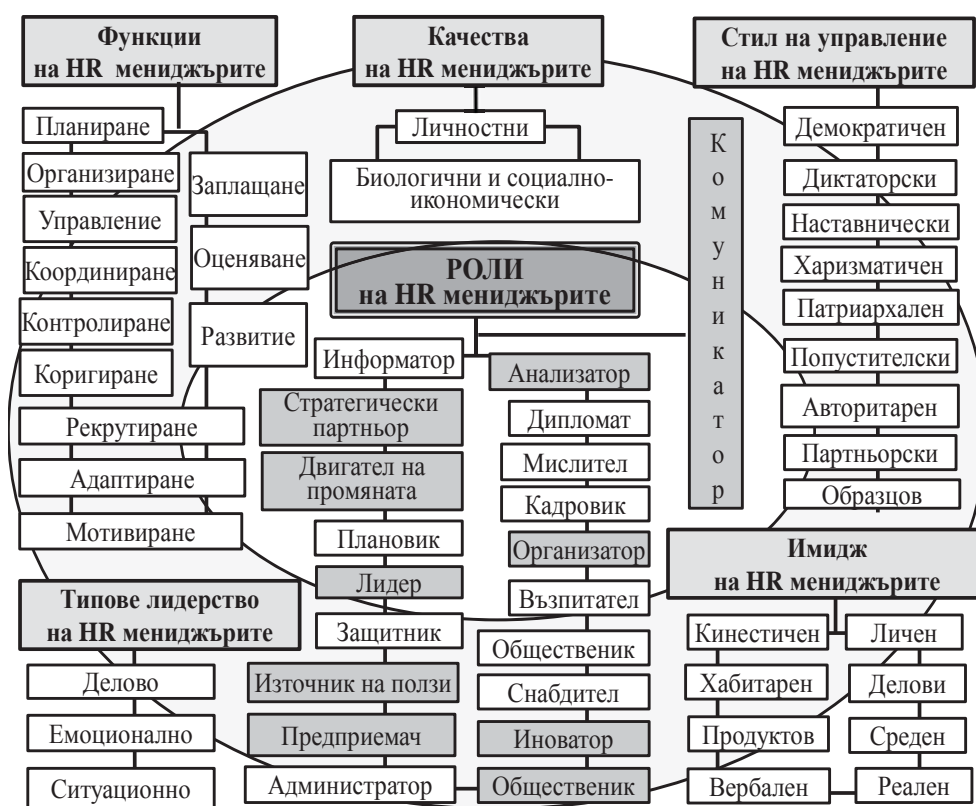 Функции
на HR мениджърите
Планиране
Организиране
Управление
Координиране
Контролиране
Коригиране
Рекрутиране
Адаптиране
Мотивиране
Заплащане
Оценяване
Развитие
Качества
на HR мениджърите
Личностни
Биологични и социално-
икономически
Стил на управление
на HR мениджърите
Демократичен
Диктаторски
Наставнически
Харизматичен
Патриархален
Попустителски
Авторитарен
Партньорски
Образцов
РОЛИ
на HR мениджърите
Информатор
Стратегически
партньор
Двигател на
промяната
Плановик
Лидер
Защитник
Източник на ползи
Предприемач
Администратор
Анализатор
Дипломат
Мислител
Кадровик
Организатор
Възпитател
Общественик
Снабдител
Иноватор
Общественик
Комуникатор
Типове лидерство
на HR мениджърите
Делово
Емоционално
Ситуационно
Имидж
на HR мениджърите
Кинестичен
Хабитарен
Продуктов
Вербален
Личен
Делови
Среден
Реален